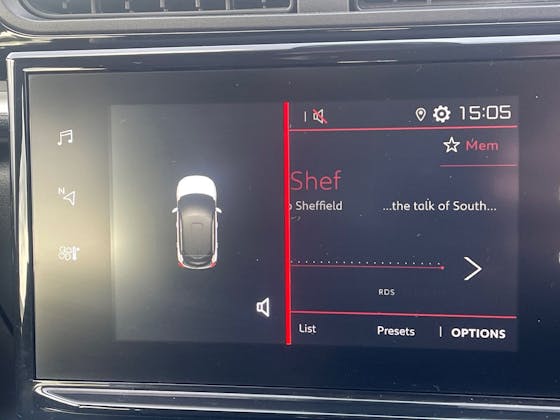 15:05
Mem
Shef
N
o Sheffield ...the talk of South...
RDS
List Presets | OPTIONS